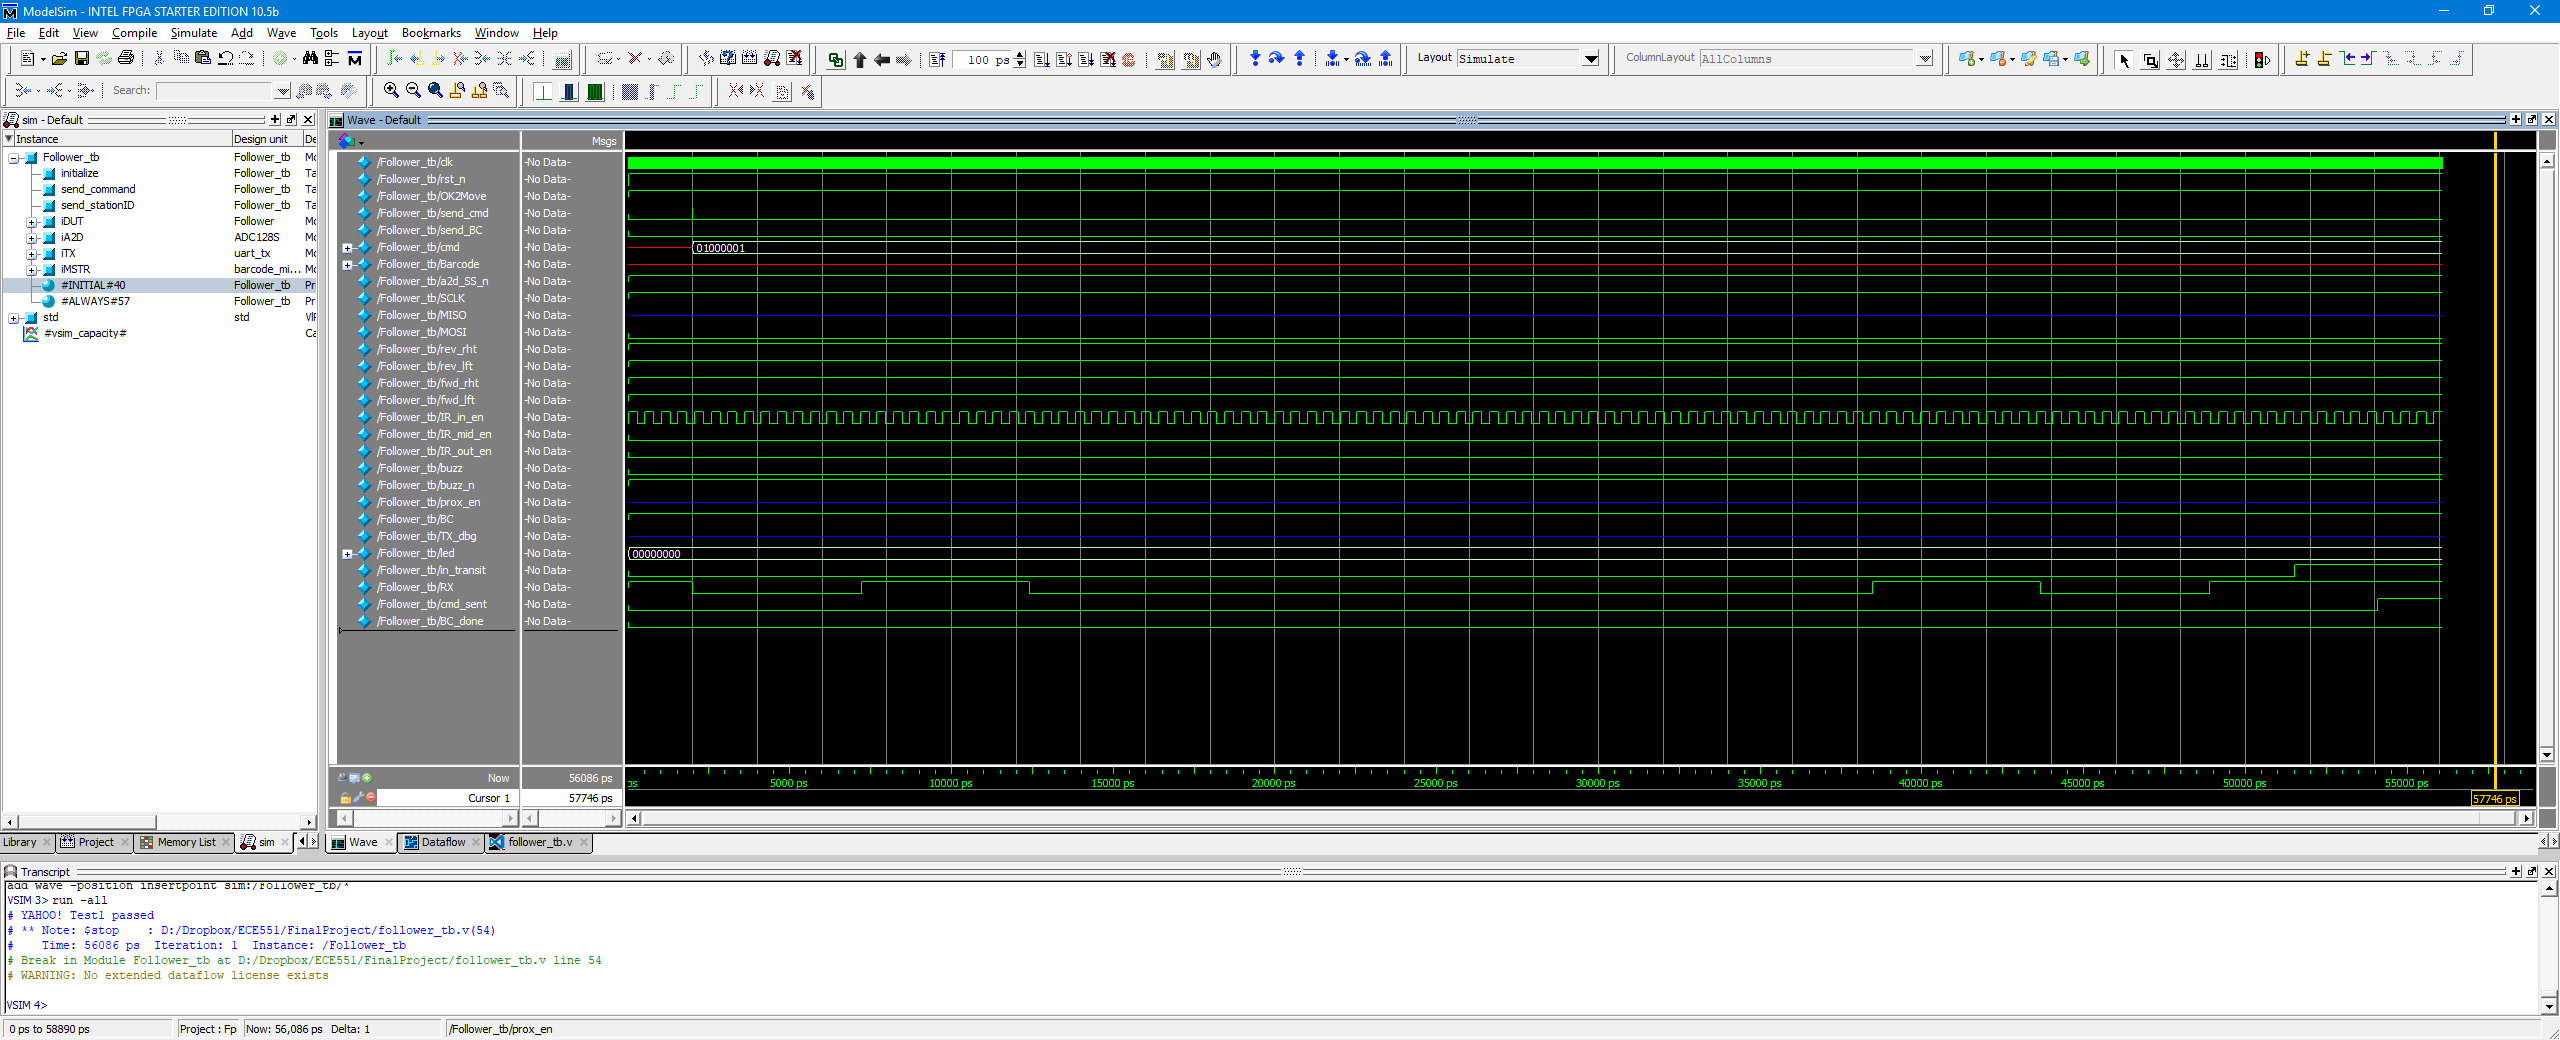 ModelSim - INTEL FPGA STARTER EDITION 10.5b
File Edit View Compile Simulate Add Wave Tools Layout Bookmarks Window Help
100 ps
Layout Simulate
ColumnLayout AllColumns
Search:
sim - Default
Instance Design unit De
Follower_tb Follower_tb Mo
initialize Follower_tb Ta
send_command Follower_tb Ta
send_stationID Follower_tb Ta
iDUT Follower Mo
iA2D ADC128S Mo
iTX uart_tx Mo
iMSTR barcode_mi... Mo
#INITIAL#40 Follower_tb Pr
#ALWAYS#57 Follower_tb Pr
std std VIF
#vsim_capacity# Ca
Wave - Default
Msgs
/Follower_tb/clk -No Data-
/Follower_tb/rst_n -No Data-
/Follower_tb/OK2Move -No Data-
/Follower_tb/send_cmd -No Data-
/Follower_tb/send_BC -No Data-
/Follower_tb/cmd -No Data- 01000001
/Follower_tb/Barcode -No Data-
/Follower_tb/a2d_SS_n -No Data-
/Follower_tb/SCLK -No Data-
/Follower_tb/MISO -No Data-
/Follower_tb/MOSI -No Data-
/Follower_tb/rev_rht -No Data-
/Follower_tb/rev_lft -No Data-
/Follower_tb/fwd_rht -No Data-
/Follower_tb/fwd_lft -No Data-
/Follower_tb/IR_in_en -No Data-
/Follower_tb/IR_mid_en -No Data-
/Follower_tb/IR_out_en -No Data-
/Follower_tb/buzz -No Data-
/Follower_tb/buzz_n -No Data-
/Follower_tb/prox_en -No Data-
/Follower_tb/BC -No Data-
/Follower_tb/TX_dbg -No Data-
/Follower_tb/led -No Data- 00000000
/Follower_tb/in_transit -No Data-
/Follower_tb/RX -No Data-
/Follower_tb/cmd_sent -No Data-
/Follower_tb/BC_done -No Data-
Now 56086 ps
ps 5000 ps 10000 ps 15000 ps 20000 ps 25000 ps 30000 ps 35000 ps 40000 ps 45000 ps 50000 ps 55000 ps
Cursor 1 57746 ps
57746 ps
Library Project Memory List sim
Wave Dataflow follower_tb.v
Transcript
add wave -position insertpoint sim:/Follower_tb/*
VSIM 3> run -all
# YAHOO! Test1 passed
# ** Note: $stop    : D:/Dropbox/ECE551/FinalProject/follower_tb.v(54)
#    Time: 56086 ps  Iteration: 1  Instance: /Follower_tb
# Break in Module Follower_tb at D:/Dropbox/ECE551/FinalProject/follower_tb.v line 54
# WARNING: No extended dataflow license exists
VSIM 4>
0 ps to 58890 ps Project : Fp Now: 56,086 ps Delta: 1 /Follower_tb/prox_en